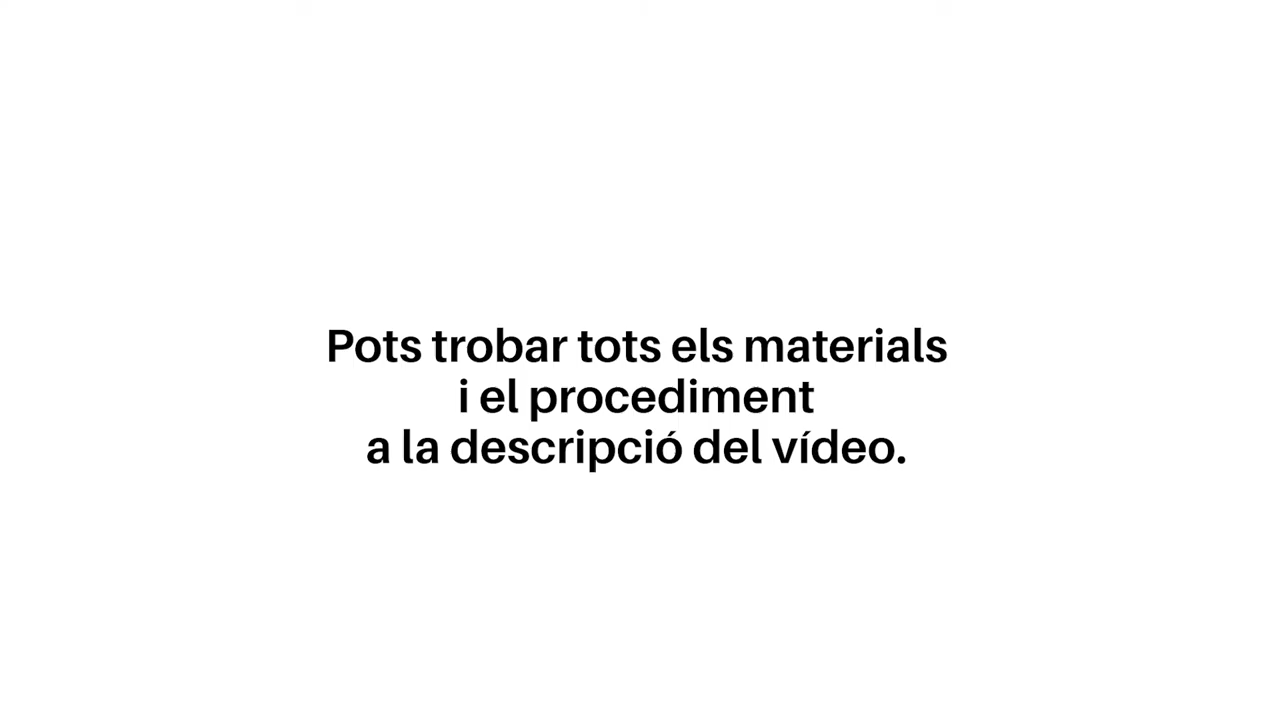 Pots trobar tots els materials
i el procediment
a la descripció del vídeo.